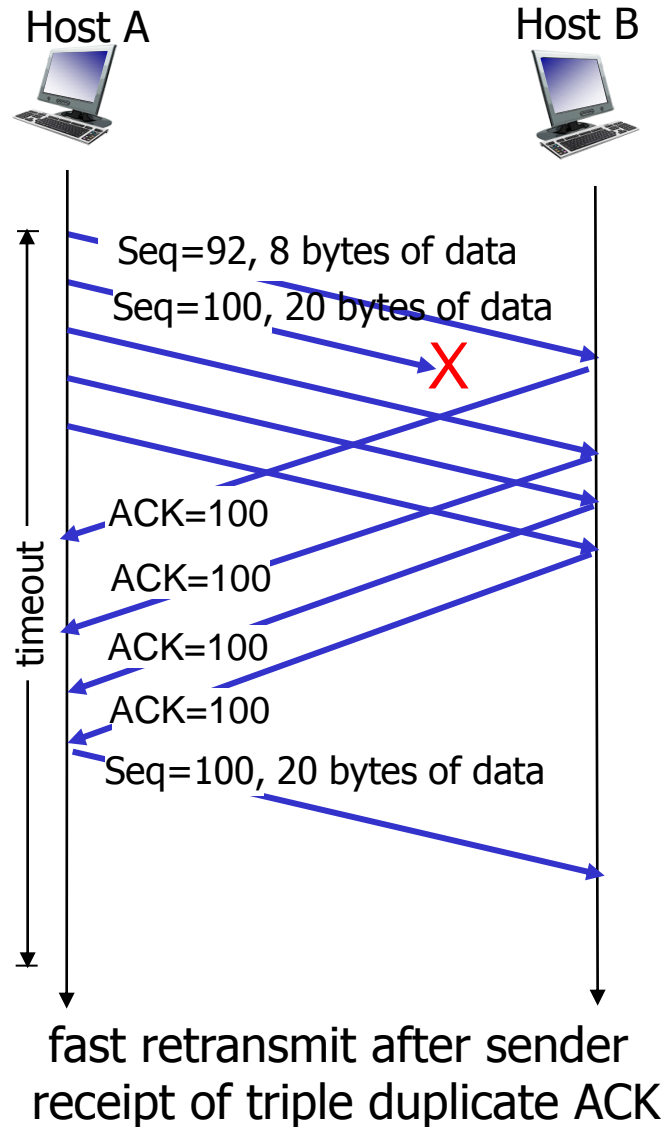 Host A
Host B
Seq=92, 8 bytes of data
Seq=100, 20 bytes of data
X
ACK=100
timeout
ACK=100
ACK=100
ACK=100
Seq=100, 20 bytes of data
fast retransmit after sender
receipt of triple duplicate ACK